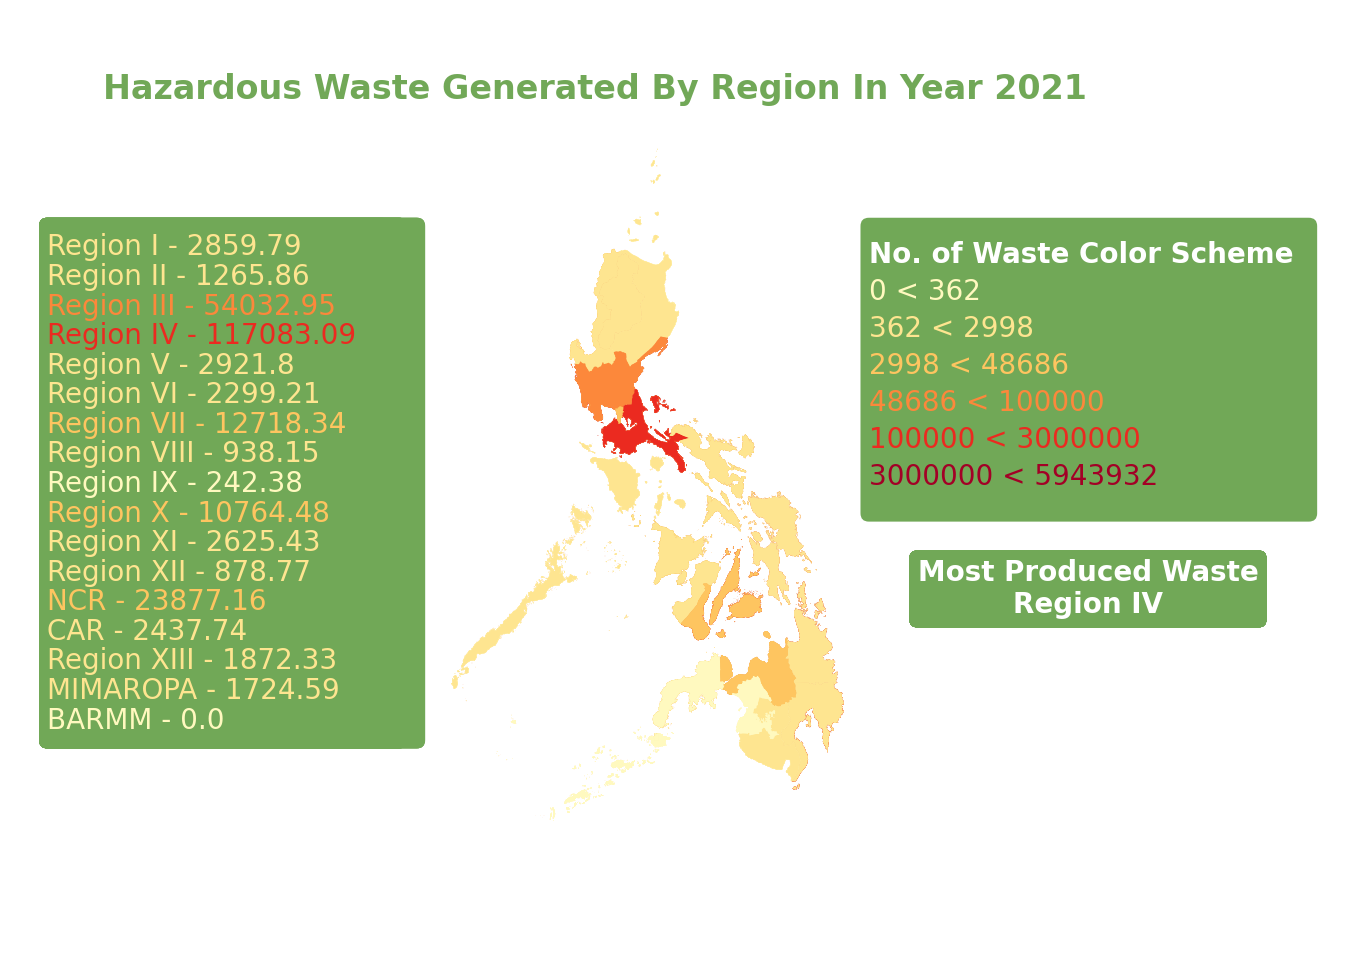 Hazardous Waste Generated By Region In Year 2021
Region I - 2859.79
Region II - 1265.86
Region III - 54032.95
Region IV - 117083.09
Region V - 2921.8
Region VI - 2299.21
Region VII - 12718.34
Region VIII - 938.15
Region IX - 242.38
Region X - 10764.48
Region XI - 2625.43
Region XII - 878.77
NCR - 23877.16
CAR - 2437.74
Region XIII - 1872.33
MIMAROPA - 1724.59
BARMM - 0.0
No. of Waste Color Scheme
0 < 362
362 < 2998
2998 < 48686
48686 < 100000
100000 < 3000000
3000000 < 5943932
Most Produced Waste
Region IV